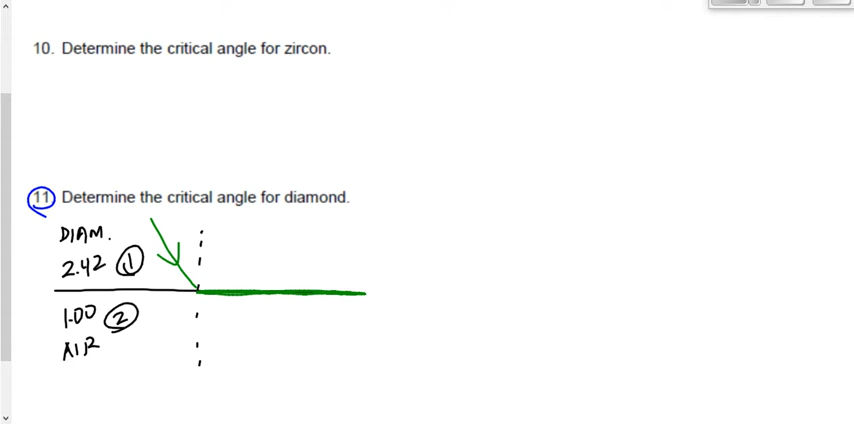 10. Determine the critical angle for zircon.
11 Determine the critical angle for diamond.
DIAM.
2.42 1
1.00 2
AIR